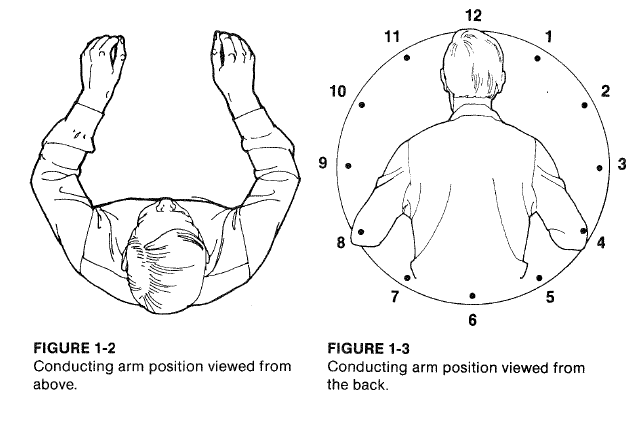 12
11
1
10
2
9
3
8
4
7
5
6
FIGURE 1-2
Conducting arm position viewed from
above.
FIGURE 1-3
Conducting arm position viewed from
the back.